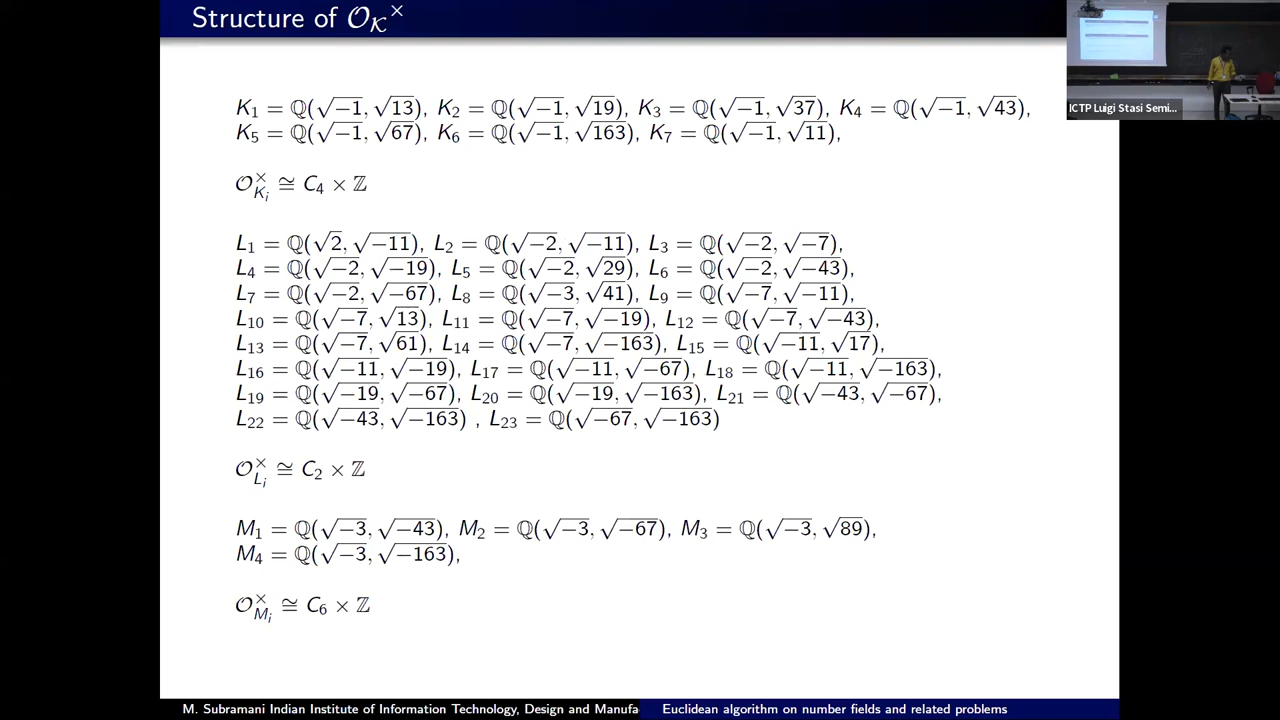 Structure of 𝒪_𝒦^×
K₁ = ℚ(√−1, √13), K₂ = ℚ(√−1, √19), K₃ = ℚ(√−1, √37), K₄ = ℚ(√−1, √43),
K₅ = ℚ(√−1, √67), K₆ = ℚ(√−1, √163), K₇ = ℚ(√−1, √11),
𝒪_{K_i}^× ≅ C₄ × ℤ
L₁ = ℚ(√2, √−11), L₂ = ℚ(√−2, √−11), L₃ = ℚ(√−2, √−7),
L₄ = ℚ(√−2, √−19), L₅ = ℚ(√−2, √29), L₆ = ℚ(√−2, √−43),
L₇ = ℚ(√−2, √−67), L₈ = ℚ(√−3, √41), L₉ = ℚ(√−7, √−11),
L₁₀ = ℚ(√−7, √13), L₁₁ = ℚ(√−7, √−19), L₁₂ = ℚ(√−7, √−43),
L₁₃ = ℚ(√−7, √61), L₁₄ = ℚ(√−7, √−163), L₁₅ = ℚ(√−11, √17),
L₁₆ = ℚ(√−11, √−19), L₁₇ = ℚ(√−11, √−67), L₁₈ = ℚ(√−11, √−163),
L₁₉ = ℚ(√−19, √−67), L₂₀ = ℚ(√−19, √−163), L₂₁ = ℚ(√−43, √−67),
L₂₂ = ℚ(√−43, √−163) , L₂₃ = ℚ(√−67, √−163)
𝒪_{L_i}^× ≅ C₂ × ℤ
M₁ = ℚ(√−3, √−43), M₂ = ℚ(√−3, √−67), M₃ = ℚ(√−3, √89),
M₄ = ℚ(√−3, √−163),
𝒪_{M_i}^× ≅ C₆ × ℤ
M. Subramani Indian Institute of Information Technology, Design and Manufa
Euclidean algorithm on number fields and related problems
ICTP Luigi Stasi Semi...